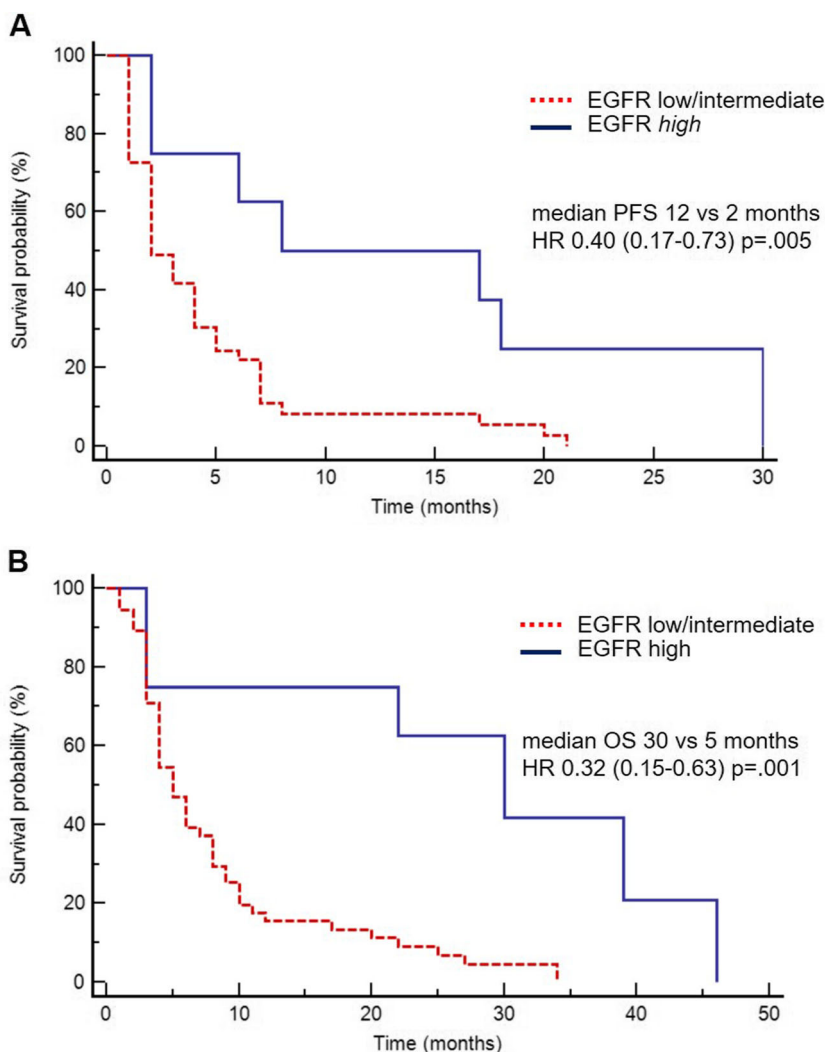 A
100
80
60
40
20
0
Survival probability (%)
EGFR low/intermediate
EGFR high
median PFS 12 vs 2 months
HR 0.40 (0.17-0.73) p=.005
0 5 10 15 20 25 30
Time (months)
B
100
80
60
40
20
0
Survival probability (%)
EGFR low/intermediate
EGFR high
median OS 30 vs 5 months
HR 0.32 (0.15-0.63) p=.001
0 10 20 30 40 50
Time (months)